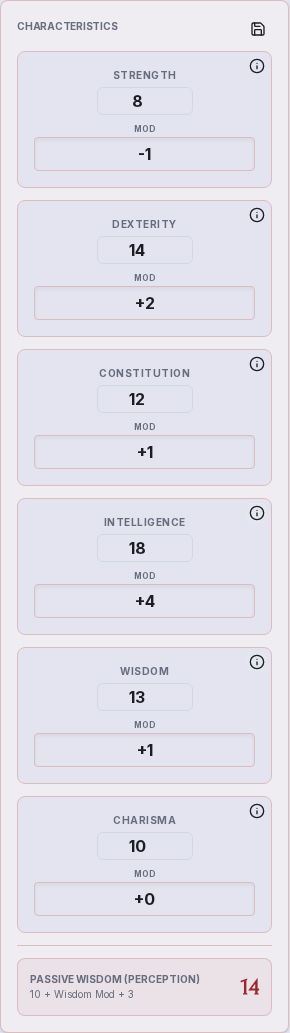 CHARACTERISTICS
STRENGTH
8
MOD
-1
DEXTERITY
14
MOD
+2
CONSTITUTION
12
MOD
+1
INTELLIGENCE
18
MOD
+4
WISDOM
13
MOD
+1
CHARISMA
10
MOD
+0
PASSIVE WISDOM (PERCEPTION)
10 + Wisdom Mod + 3
14